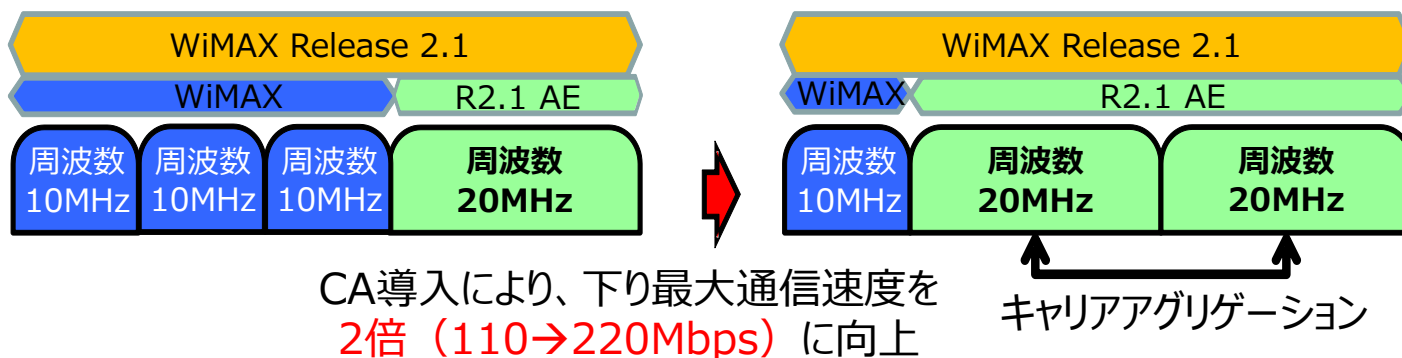 WiMAX Release 2.1
WiMAX
R2.1 AE
周波数
10MHz
周波数
10MHz
周波数
10MHz
周波数
20MHz
WiMAX Release 2.1
WiMAX
R2.1 AE
周波数
10MHz
周波数
20MHz
周波数
20MHz
CA導入により、下り最大通信速度を
2倍（110→220Mbps）に向上
キャリアアグリゲーション